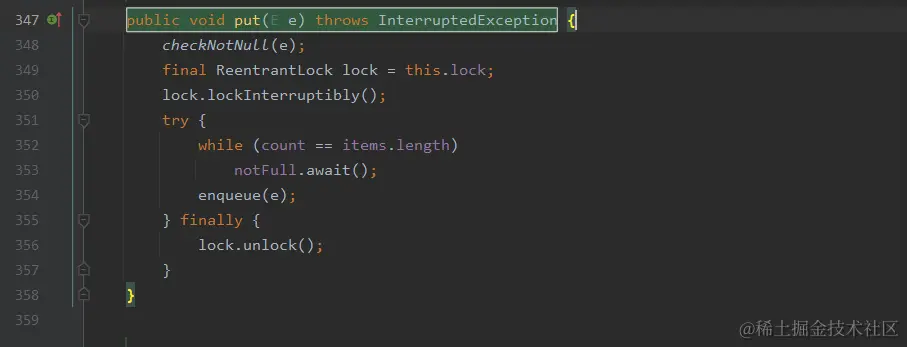 347 public void put(E e) throws InterruptedException {
348 checkNotNull(e);
349 final ReentrantLock lock = this.lock;
350 lock.lockInterruptibly();
351 try {
352 while (count == items.length)
353 notFull.await();
354 enqueue(e);
355 } finally {
356 lock.unlock();
357 }
358 }
359
@稀土掘金技术社区